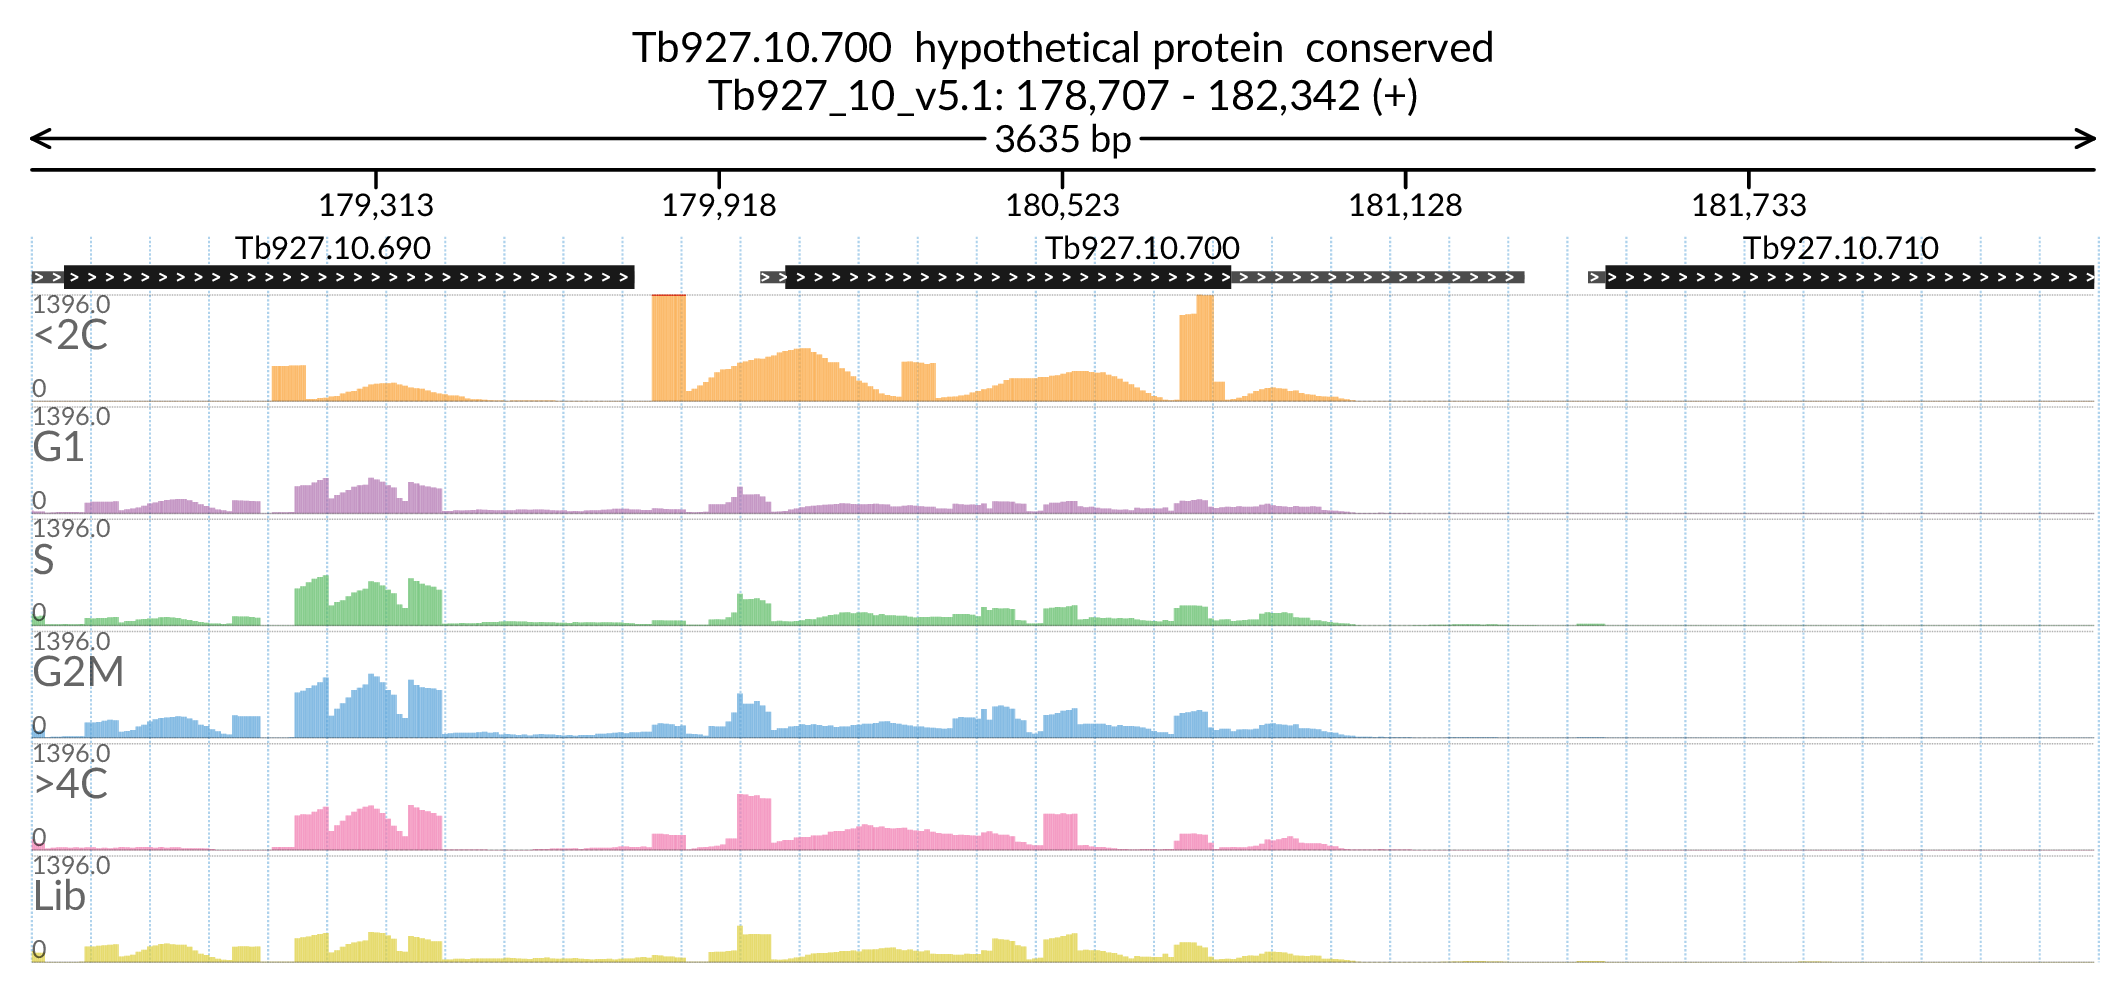 Tb927.10.700  hypothetical protein  conserved
Tb927_10_v5.1: 178,707 - 182,342 (+)
3635 bp
179,313 179,918 180,523 181,128 181,733
Tb927.10.690 Tb927.10.700 Tb927.10.710
1396.0
<2C
0
1396.0
G1
0
1396.0
S
0
1396.0
G2M
0
1396.0
>4C
0
1396.0
Lib
0